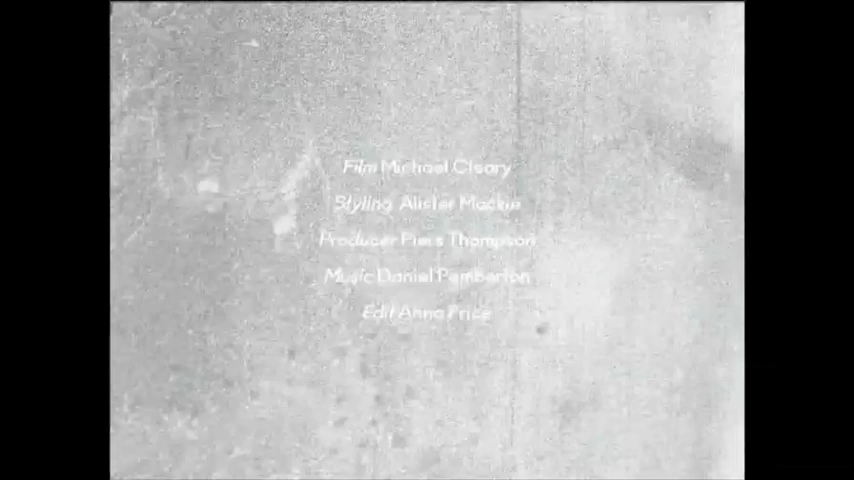 Film Michael Cleary
Styling Alister Mackie
Producer Piers Thompson
Music Daniel Pemberton
Edit Anna Price